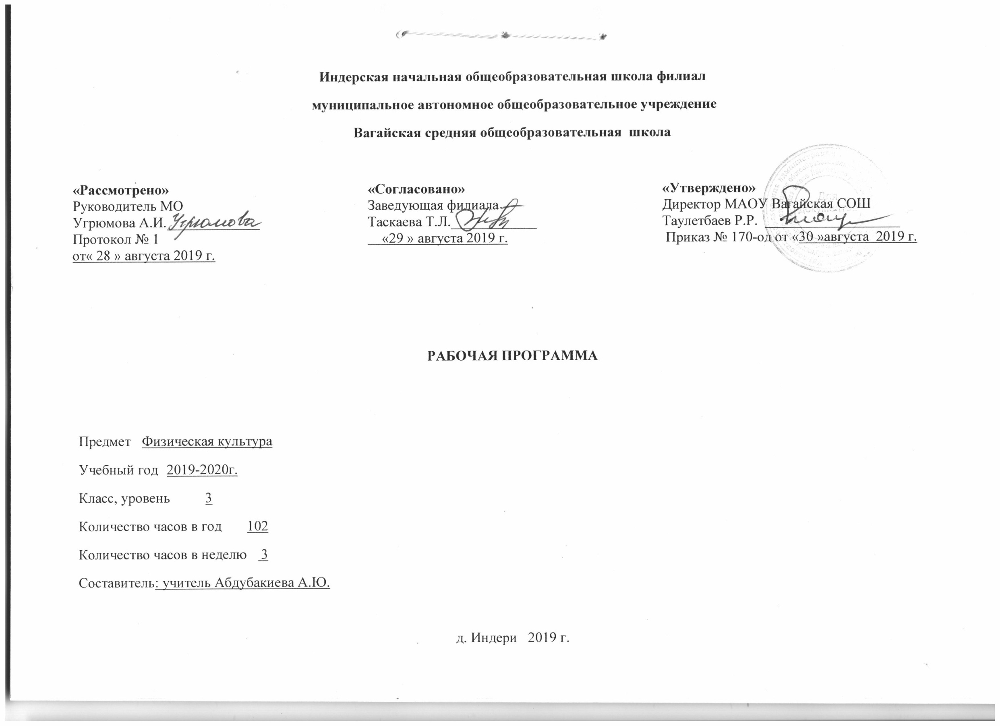 Индерская начальная общеобразовательная школа филиал
муниципальное автономное общеобразовательное учреждение
Вагайская средняя общеобразовательная школа
«Рассмотрено»
Руководитель МО
Угрюмова А.И. Угрюмова
Протокол № 1
от« 28 » августа 2019 г.
«Согласовано»
Заведующая филиала
Таскаева Т.Л.
«29 » августа 2019 г.
«Утверждено»
Директор МАОУ Вагайская СОШ
Таулетбаев Р.Р.
Приказ № 170-од от «30 »августа 2019 г.
Для
РАБОЧАЯ ПРОГРАММА
Предмет Физическая культура
Учебный год 2019-2020г.
Класс, уровень 3
Количество часов в год 102
Количество часов в неделю 3
Составитель: учитель Абдубакиева А.Ю.
д. Индери 2019 г.